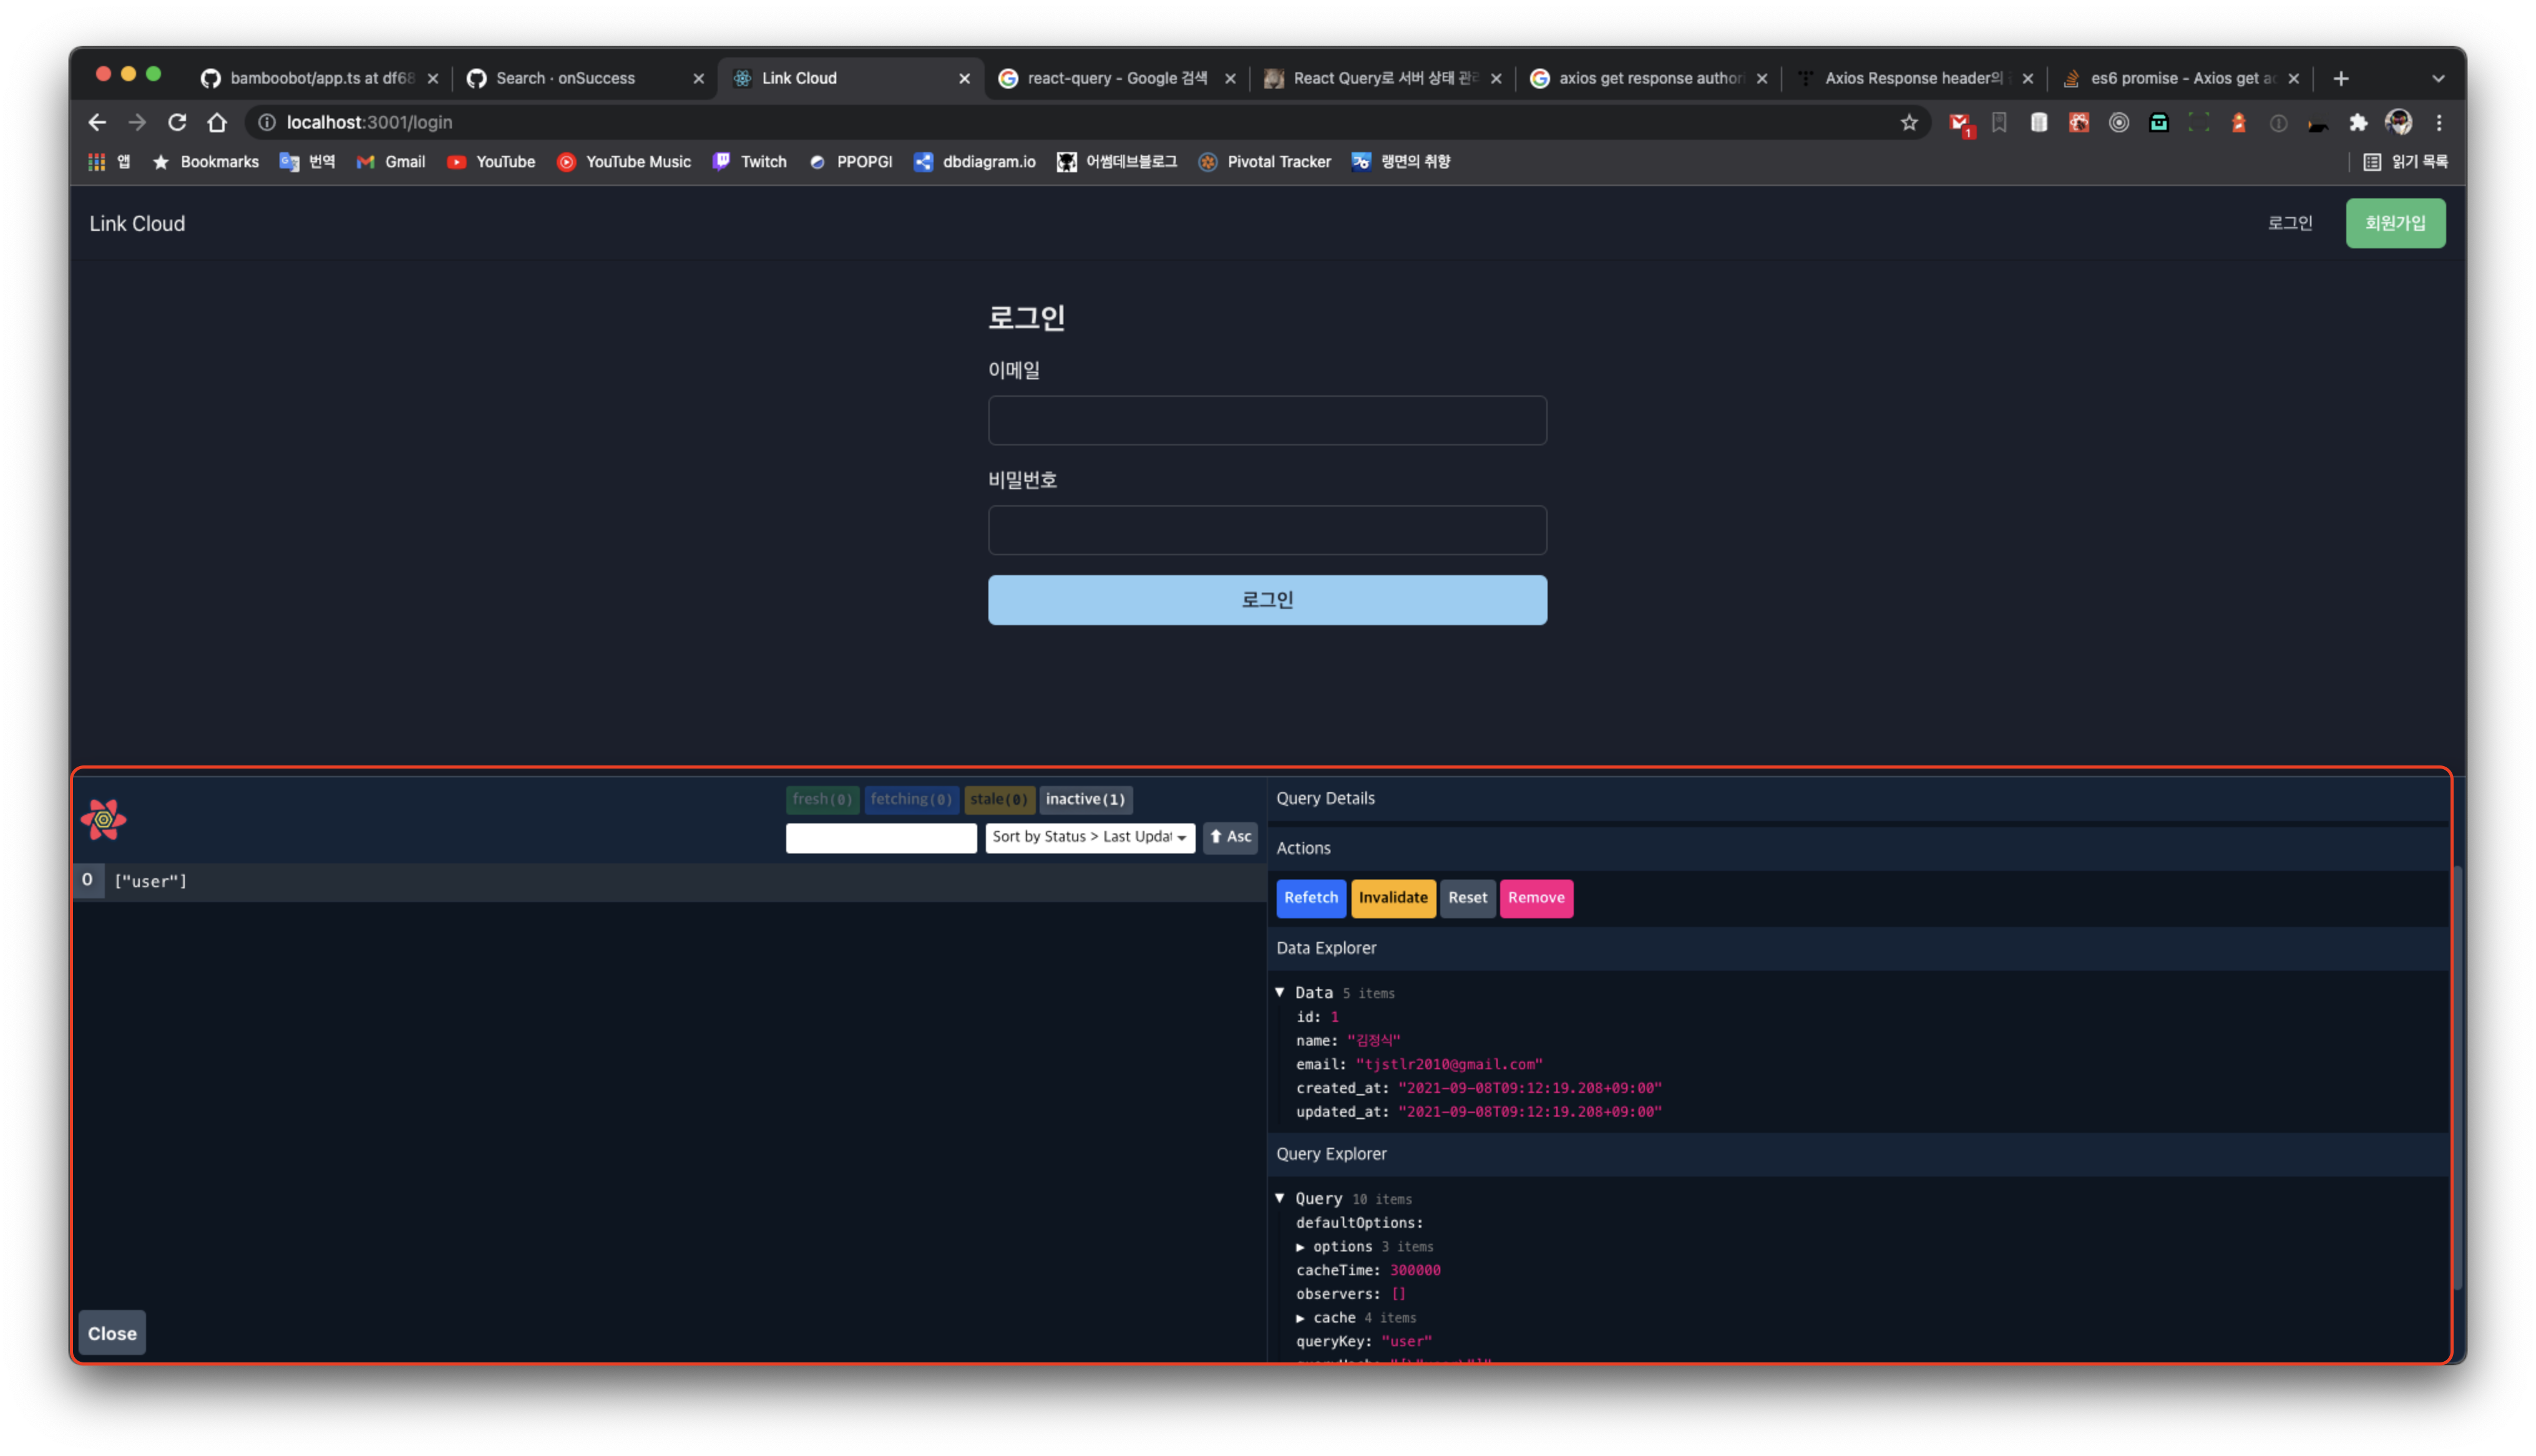 bamboobot/app.ts at df68
Search · onSuccess
Link Cloud
react-query - Google 검색
React Query로 서버 상태 관리
axios get response author
Axios Response header의
es6 promise - Axios get ac
localhost:3001/login
1
앱
Bookmarks
번역
Gmail
YouTube
YouTube Music
Twitch
PPOPGI
dbdiagram.io
어썸데브블로그
Pivotal Tracker
랭면의 취향
읽기 목록
Link Cloud
로그인
회원가입
로그인
이메일
비밀번호
로그인
fresh(0)
fetching(0)
stale(0)
inactive(1)
Sort by Status > Last Updat
Asc
0
["user"]
Close
Query Details
Actions
Refetch
Invalidate
Reset
Remove
Data Explorer
Data 5 items
id: 1
name: "김정식"
email: "tjstlr2010@gmail.com"
created_at: "2021-09-08T09:12:19.208+09:00"
updated_at: "2021-09-08T09:12:19.208+09:00"
Query Explorer
Query 10 items
defaultOptions:
options 3 items
cacheTime: 300000
observers: []
cache 4 items
queryKey: "user"